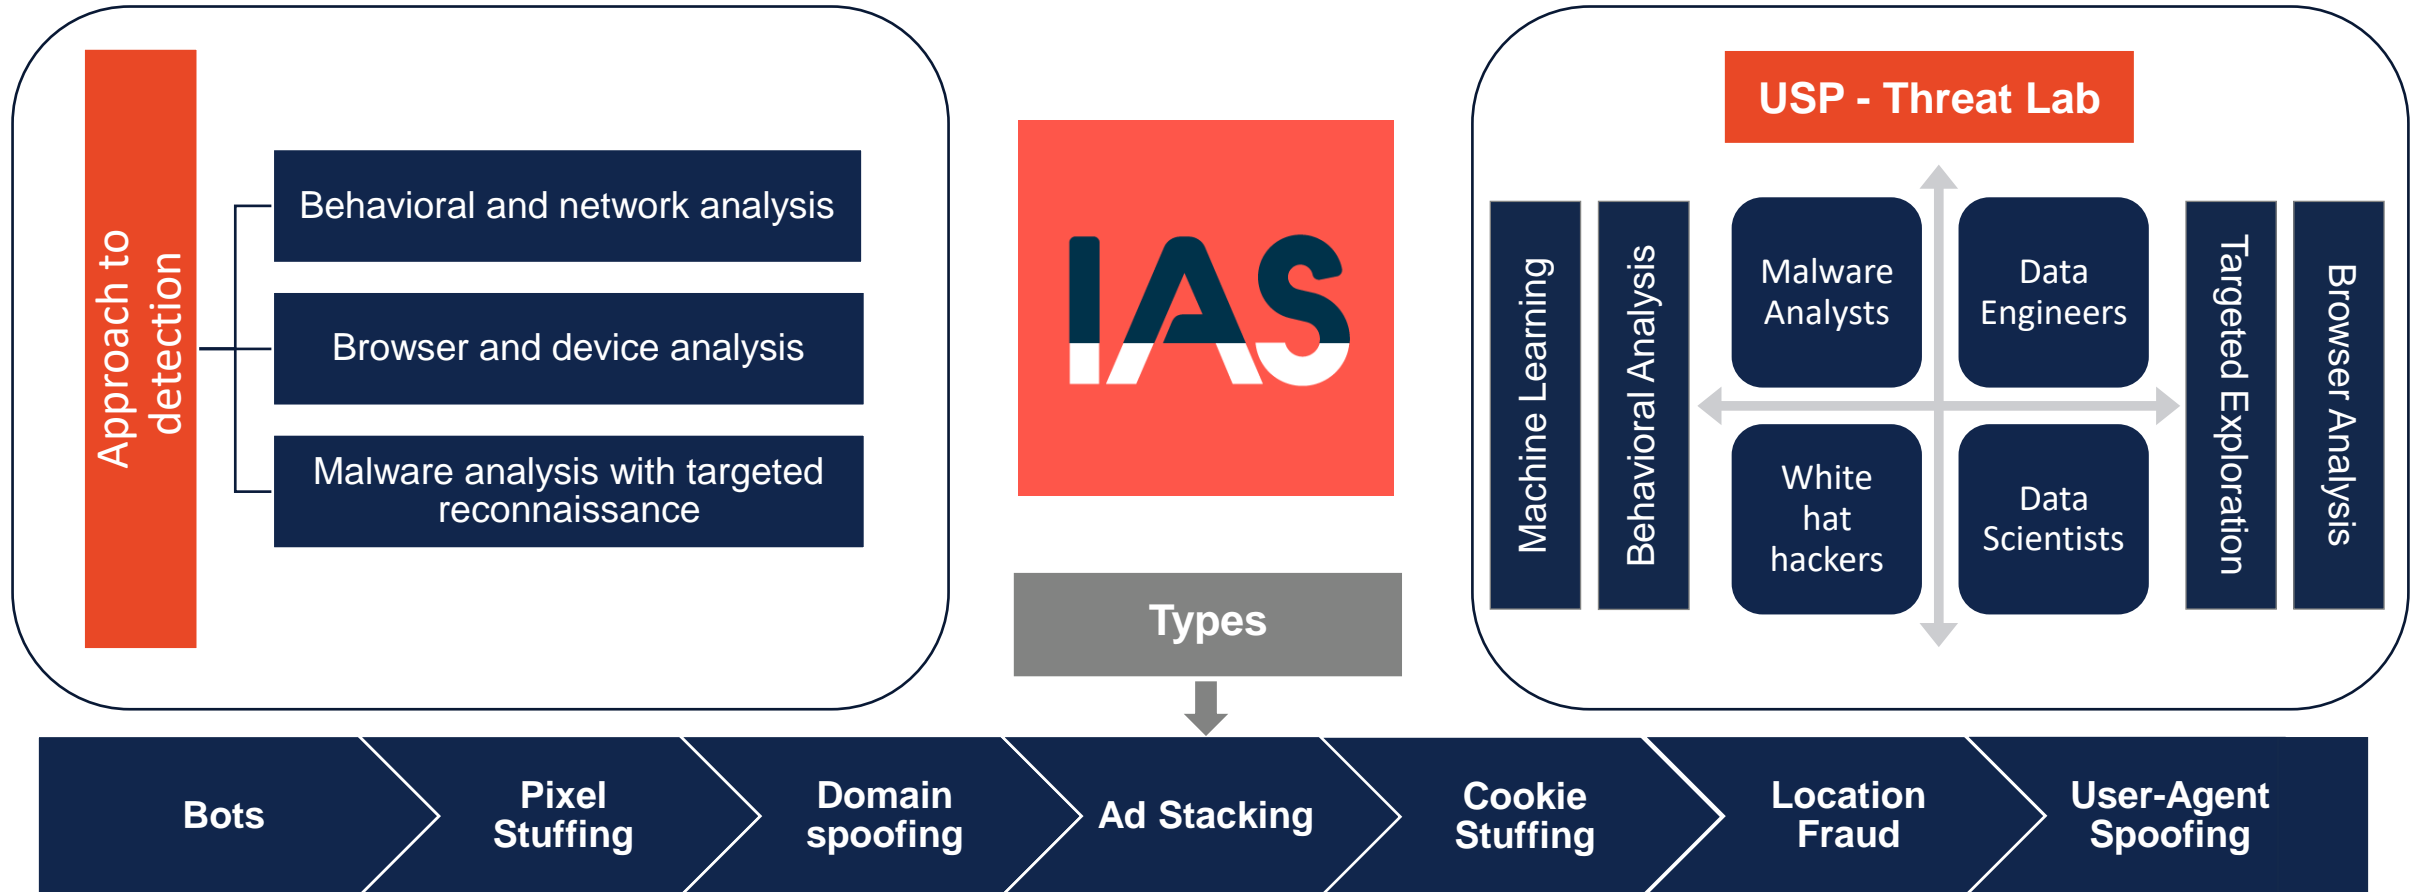 Approach to
detection
Behavioral and network analysis
Browser and device analysis
Malware analysis with targeted
reconnaissance
IAS
Types
USP - Threat Lab
Machine Learning
Behavioral Analysis
Malware
Analysts
Data
Engineers
White
hat
hackers
Data
Scientists
Targeted Exploration
Browser Analysis
Bots
Pixel
Stuffing
Domain
spoofing
Ad Stacking
Cookie
Stuffing
Location
Fraud
User-Agent
Spoofing